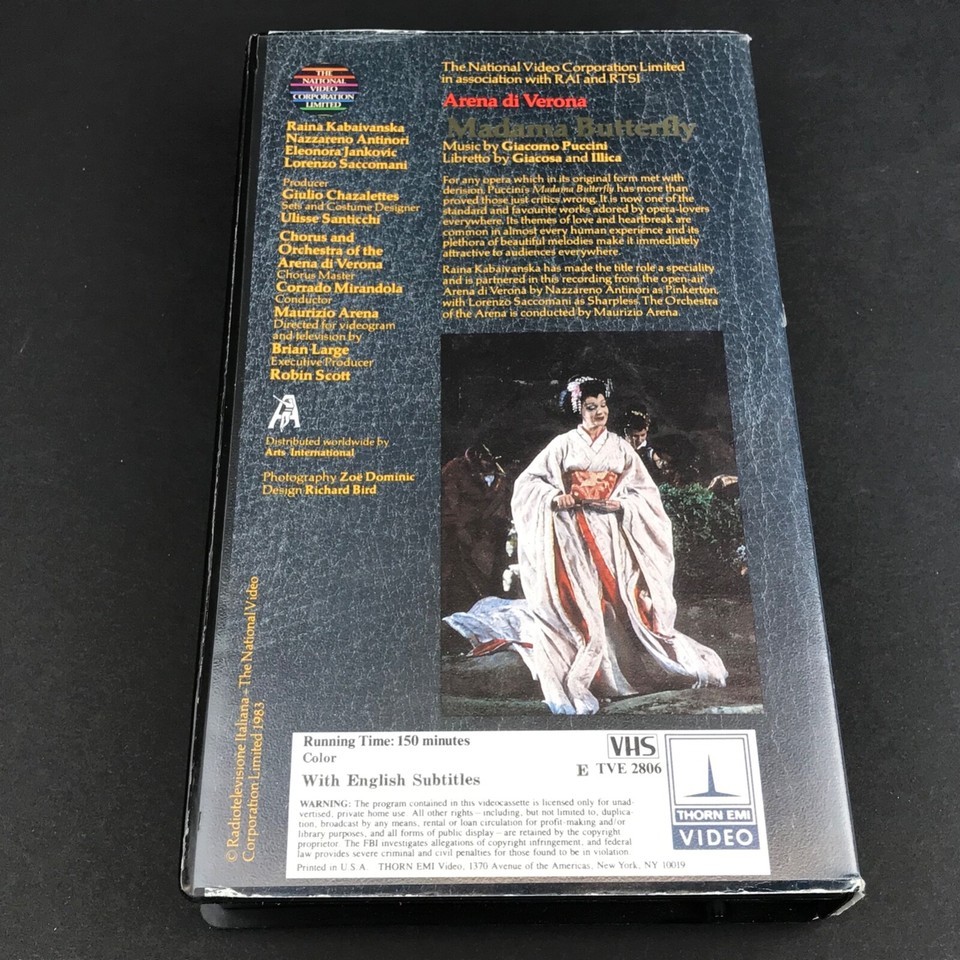 THE
NATIONAL
VIDEO
CORPORATION
LIMITED
Raina Kabaivanska
Nazzareno Antinori
Eleonora Jankovic
Lorenzo Saccomani
Producer
Giulio Chazalettes
Sets and Costume Designer
Ulisse Santicchi
Chorus and
Orchestra of the
Arena di Verona
Chorus Master
Corrado Mirandola
Conductor
Maurizio Arena
Directed for videogram
and television by
Brian Large
Executive Producer
Robin Scott
Distributed worldwide by
Arts International
Photography Zoë Dominic
Design Richard Bird
© Radiotelevisione Italiana - The National Video
Corporation Limited 1983
The National Video Corporation Limited
in association with RAI and RTSI
Arena di Verona
Madama Butterfly
Music by Giacomo Puccini
Libretto by Giacosa and Illica
For any opera which in its original form met with
derision, Puccini's Madama Butterfly has more than
proved those just critics wrong. It is now one of the
standard and favourite works adored by opera-lovers
everywhere. Its themes of love and heartbreak are
common in almost every human experience and its
plethora of beautiful melodies make it immediately
attractive to audiences everywhere.
Raina Kabaivanska has made the title role a speciality
and is partnered in this recording from the open-air
Arena di Verona by Nazzareno Antinori as Pinkerton,
with Lorenzo Saccomani as Sharpless. The Orchestra
of the Arena is conducted by Maurizio Arena.
Running Time: 150 minutes
Color
With English Subtitles
VHS
E TVE 2806
THORN EMI
VIDEO
WARNING: The program contained in this videocassette is licensed only for unad-
vertised, private home use. All other rights - including, but not limited to, duplica-
tion, broadcast by any means, rental or loan circulation for profit-making and/or
library purposes, and all forms of public display - are retained by the copyright
proprietor. The FBI investigates allegations of copyright infringement, and federal
law provides severe criminal and civil penalties for those found to be in violation.
Printed in U.S.A. THORN EMI Video, 1370 Avenue of the Americas, New York, NY 10019